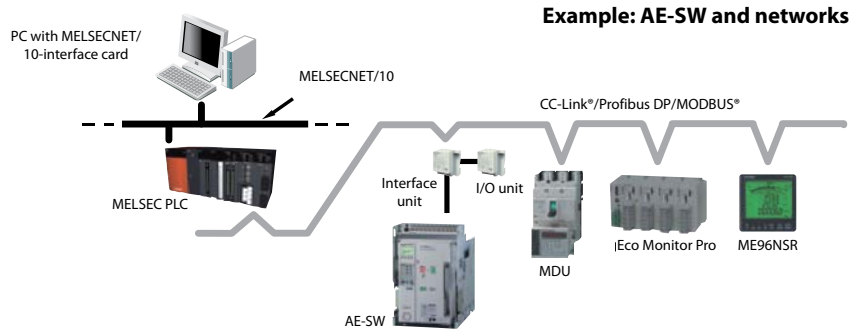 Example: AE-SW and networks
PC with MELSECNET/
10-interface card
MELSECNET/10
CC-Link®/Profibus DP/MODBUS®
MELSEC PLC
Interface
unit
I/O unit
AE-SW
MDU
Eco Monitor Pro
ME96NSR